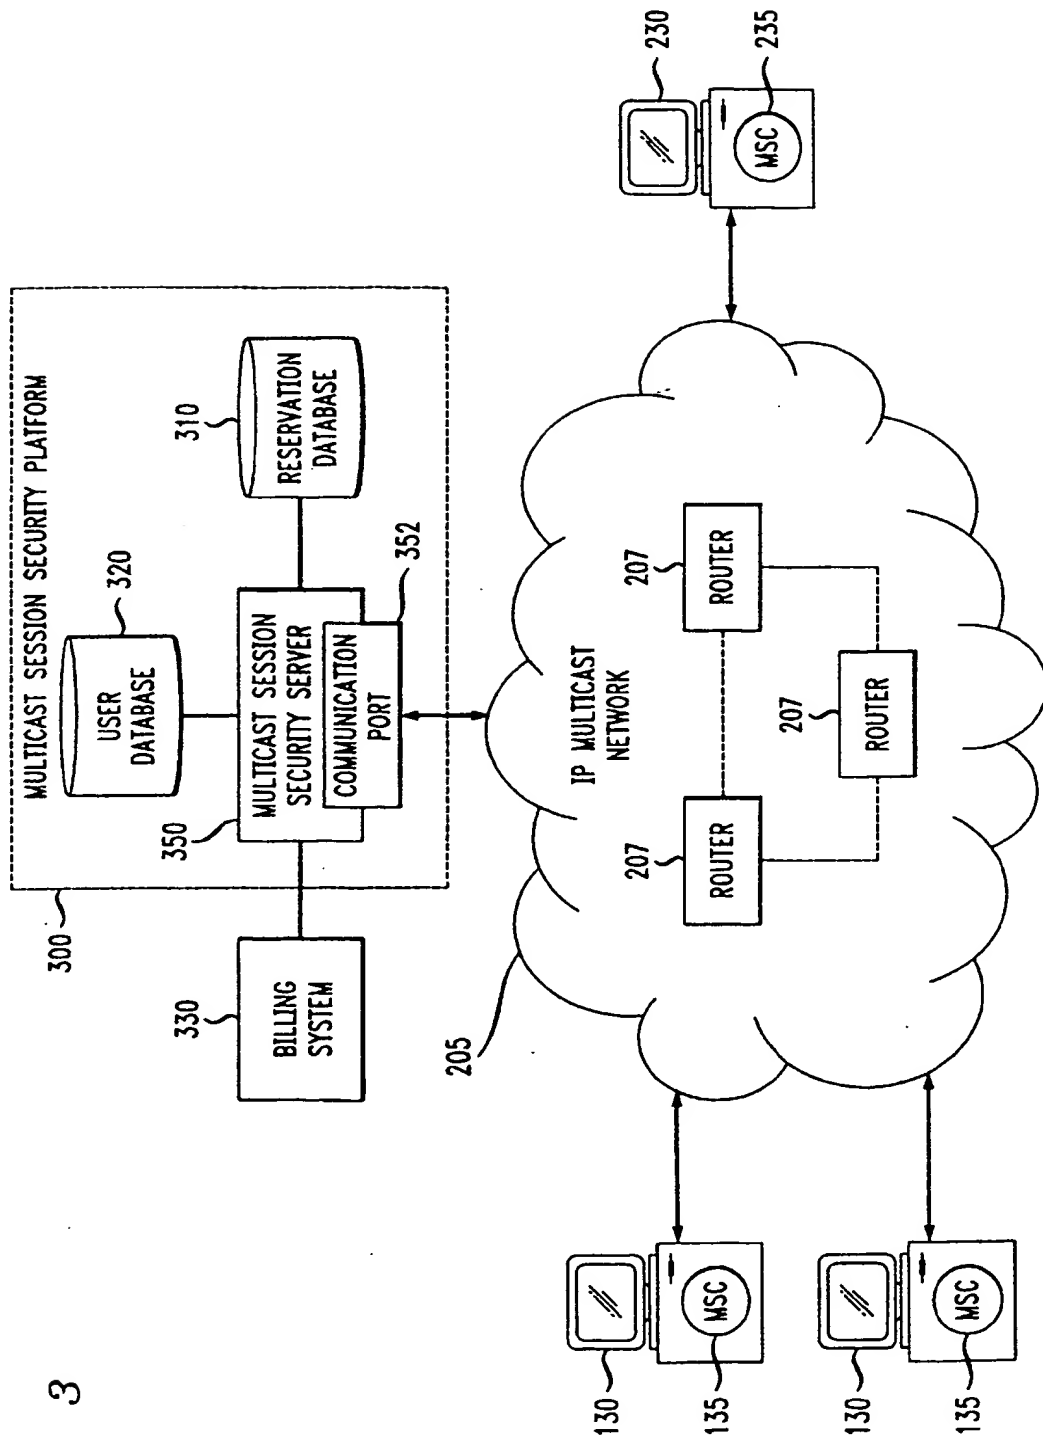 3
MULTICAST SESSION SECURITY PLATFORM
300
320
USER
DATABASE
330
BILLING
SYSTEM
350
MULTICAST SESSION
SECURITY SERVER
COMMUNICATION
PORT
352
310
RESERVATION
DATABASE
205
IP MULTICAST
NETWORK
207
ROUTER
207
ROUTER
207
ROUTER
130
MSC
135
130
MSC
135
230
MSC
235